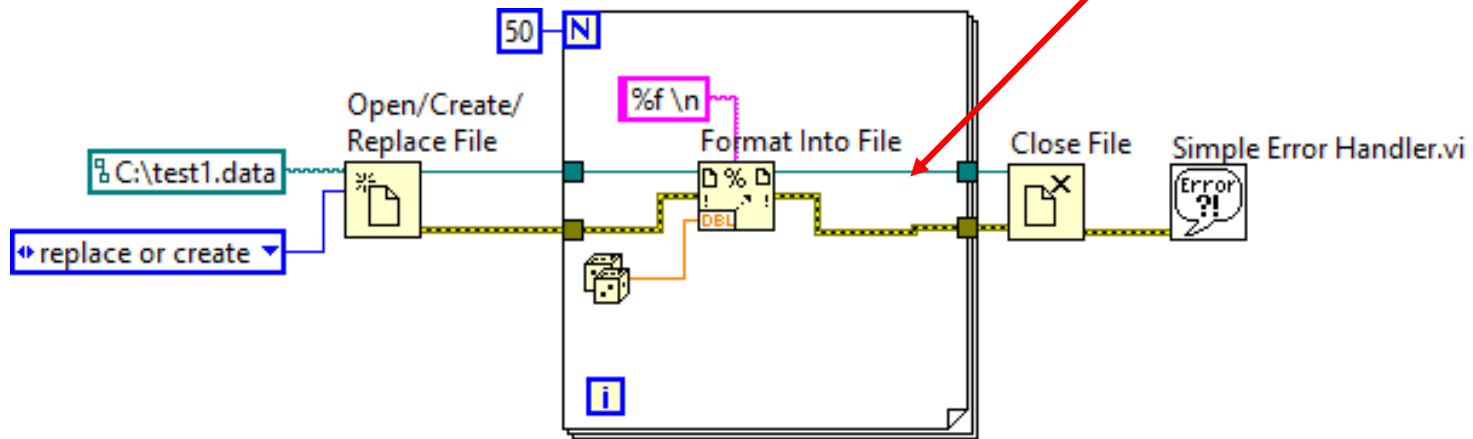 50
N
%f \n
Open/Create/
Replace File
Format Into File
Close File
Simple Error Handler.vi
C:\test1.data
%
Error
?!
! !
DBL
replace or create
i